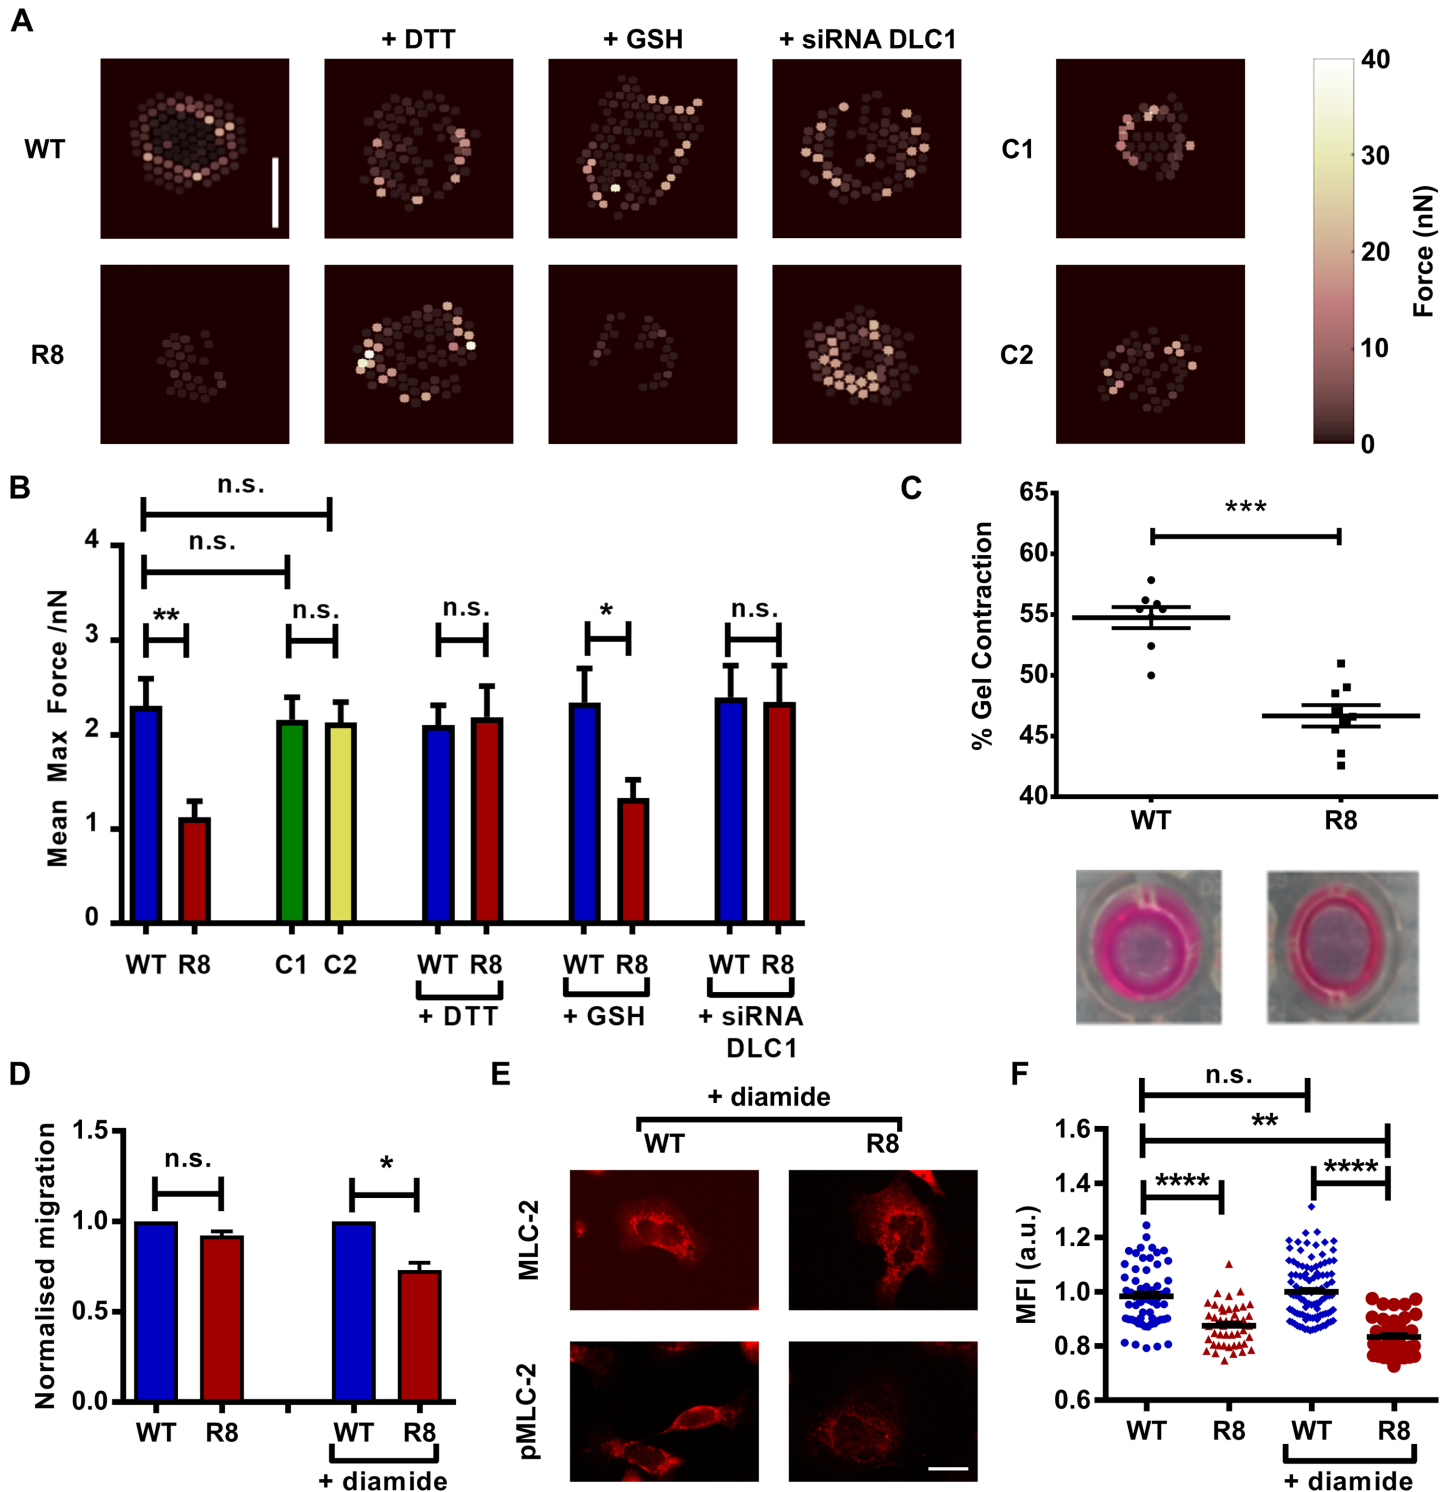 A
+ DTT
+ GSH
+ siRNA DLC1
WT
C1
R8
C2
40
30
20
10
0
Force (nN)
B
n.s.
n.s.
**
n.s.
n.s.
*
n.s.
4
3
2
1
0
Mean Max Force /nN
WT R8
C1 C2
WT R8
WT R8
WT R8
+ DTT
+ GSH
+ siRNA
DLC1
C
***
65
60
55
50
45
40
% Gel Contraction
WT
R8
D
1.5
1.0
0.5
0.0
Normalised migration
n.s.
*
WT
R8
WT
R8
+ diamide
E
+ diamide
WT
R8
MLC-2
pMLC-2
F
n.s.
**
****
****
1.6
1.4
1.2
1.0
0.8
0.6
MFI (a.u.)
WT
R8
WT
R8
+ diamide